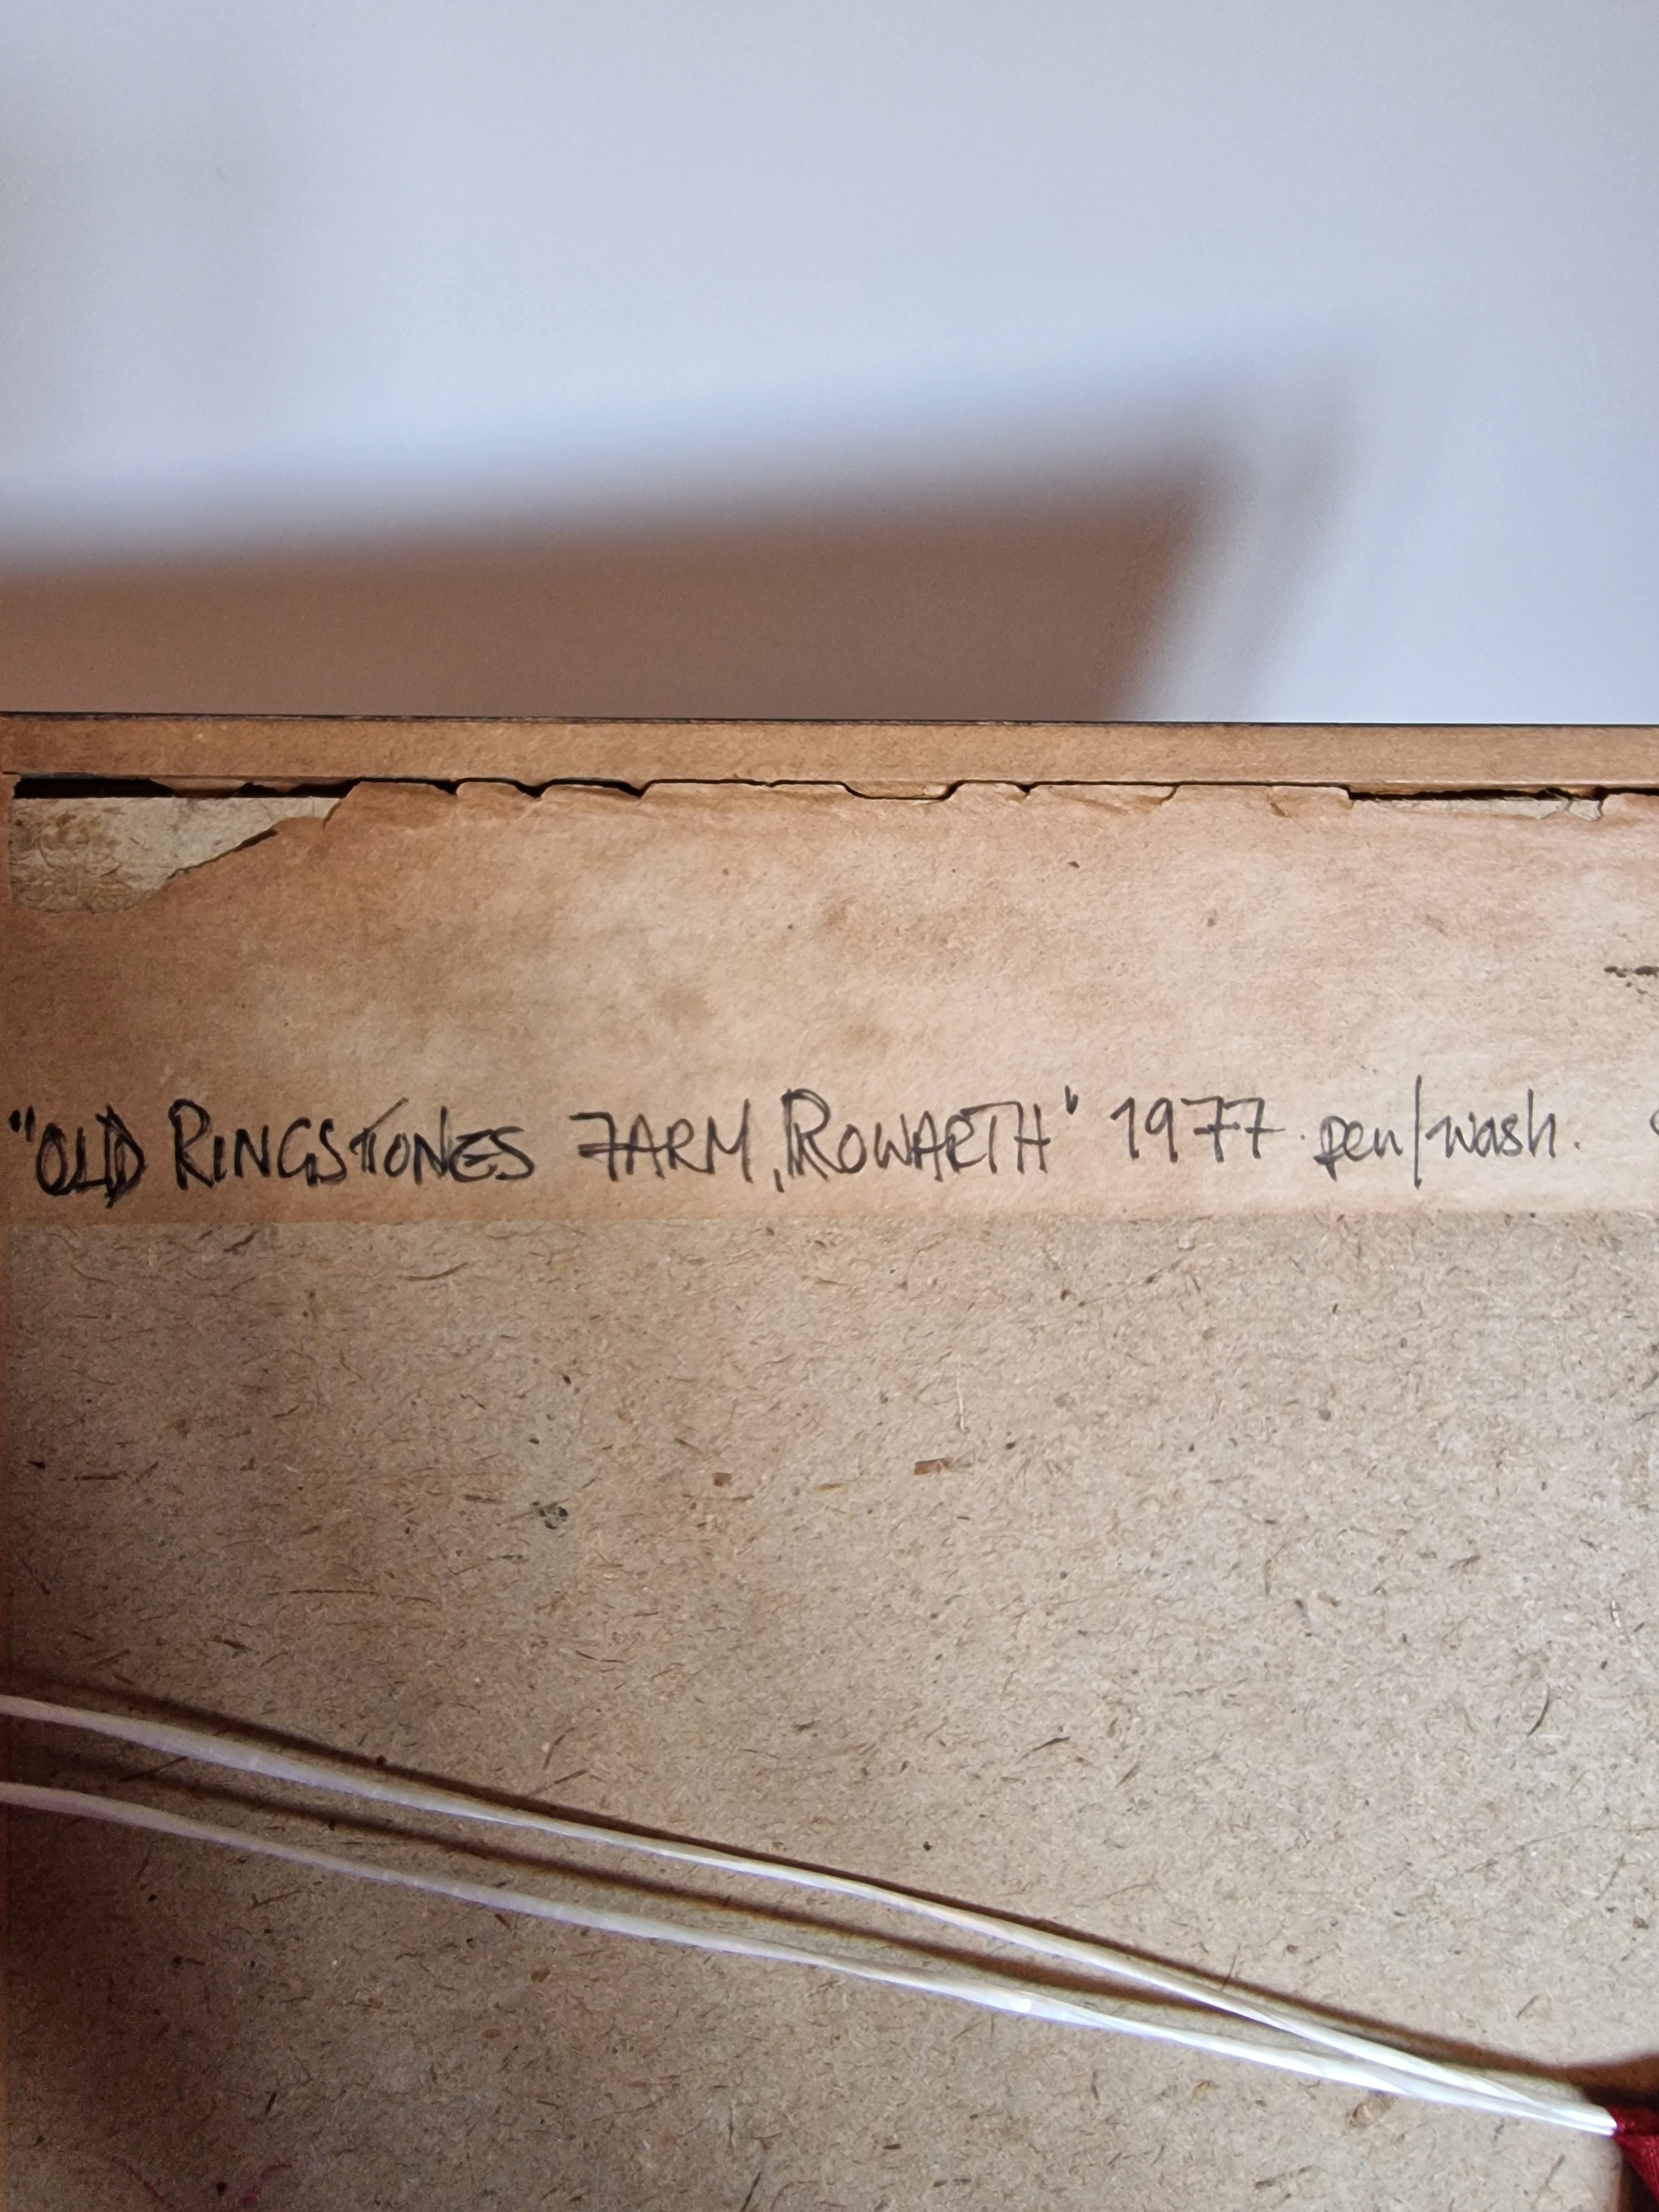 "OLD RINGSTONES FARM, ROWARTH" 1977. pen/wash.